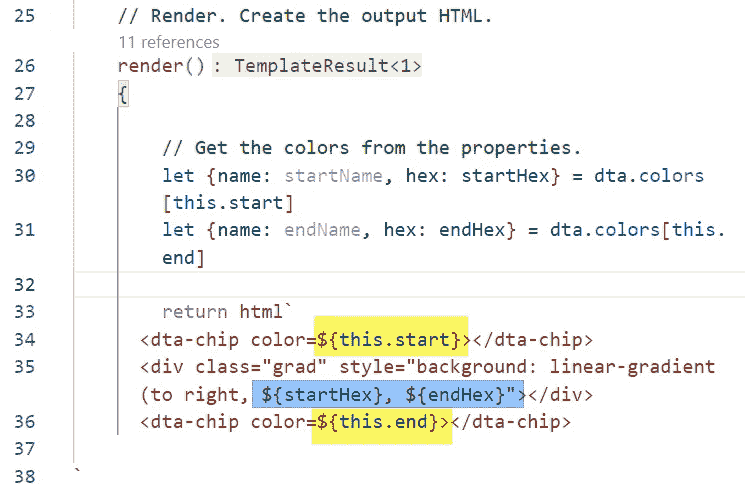 25 // Render. Create the output HTML.
11 references
26 render() : TemplateResult<1>
27 {
28
29 // Get the colors from the properties.
30 let {name: startName, hex: startHex} = dta.colors
[this.start]
31 let {name: endName, hex: endHex} = dta.colors[this.
end]
32
33 return html`
34 <dta-chip color=${this.start}></dta-chip>
35 <div class="grad" style="background: linear-gradient
(to right, ${startHex}, ${endHex}"></div>
36 <dta-chip color=${this.end}></dta-chip>
37
38 `